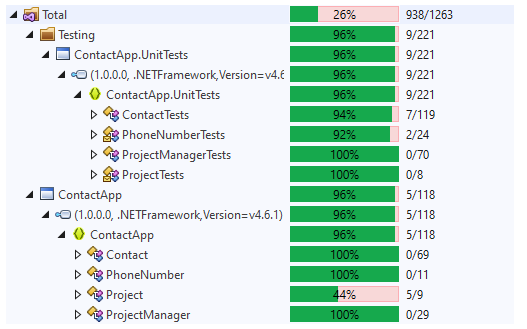 Total 26% 938/1263
Testing 96% 9/221
ContactApp.UnitTests 96% 9/221
(1.0.0.0, .NETFramework,Version=v4.6 96% 9/221
ContactApp.UnitTests 96% 9/221
ContactTests 94% 7/119
PhoneNumberTests 92% 2/24
ProjectManagerTests 100% 0/70
ProjectTests 100% 0/8
ContactApp 96% 5/118
(1.0.0.0, .NETFramework,Version=v4.6.1) 96% 5/118
ContactApp 96% 5/118
Contact 100% 0/69
PhoneNumber 100% 0/11
Project 44% 5/9
ProjectManager 100% 0/29